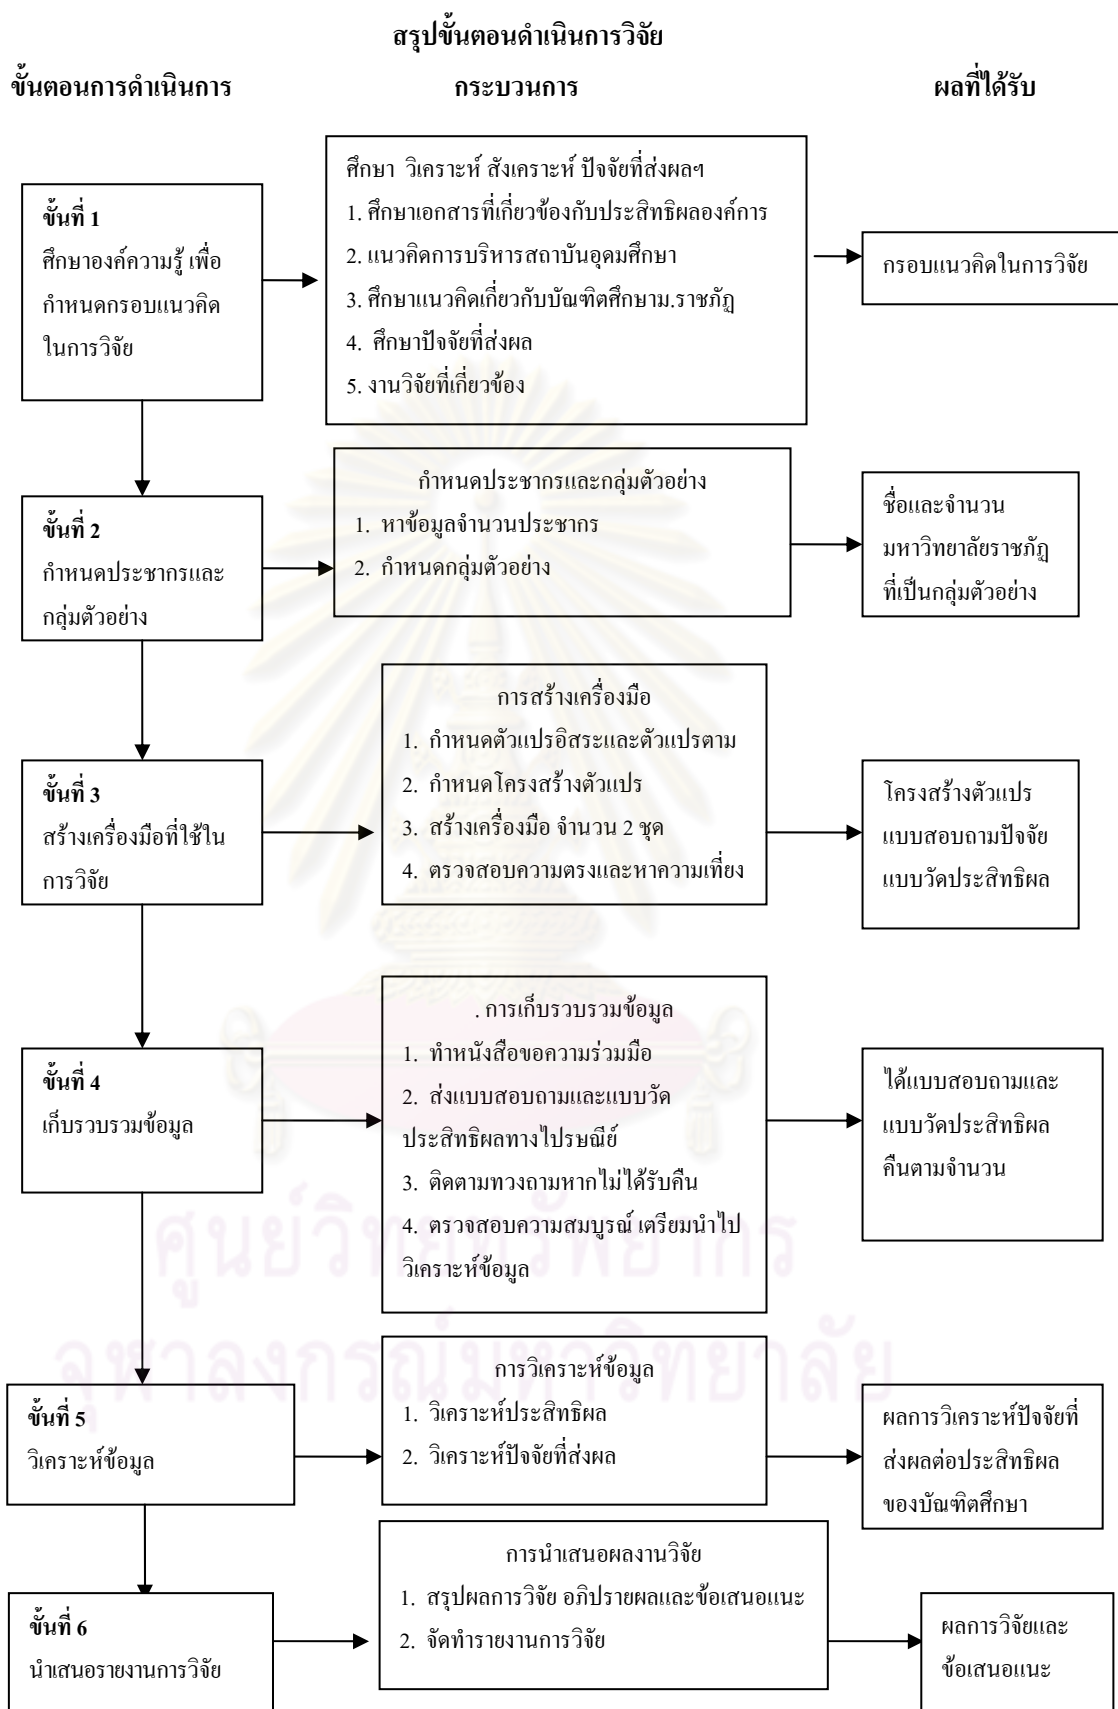 สรุปขั้นตอนดำเนินการวิจัย
ขั้นตอนการดำเนินการ
กระบวนการ
ผลที่ได้รับ
ขั้นที่ 1
ศึกษาองค์ความรู้ เพื่อ
กำหนดกรอบแนวคิด
ในการวิจัย
ศึกษา วิเคราะห์ สังเคราะห์ ปัจจัยที่ส่งผลฯ
1. ศึกษาเอกสารที่เกี่ยวข้องกับประสิทธิผลองค์การ
2. แนวคิดการบริหารสถาบันอุดมศึกษา
3. ศึกษาแนวคิดเกี่ยวกับบัณฑิตศึกษาม.ราชภัฏ
4. ศึกษาปัจจัยที่ส่งผล
5. งานวิจัยที่เกี่ยวข้อง
กรอบแนวคิดในการวิจัย
ขั้นที่ 2
กำหนดประชากรและ
กลุ่มตัวอย่าง
กำหนดประชากรและกลุ่มตัวอย่าง
1. หาข้อมูลจำนวนประชากร
2. กำหนดกลุ่มตัวอย่าง
ชื่อและจำนวน
มหาวิทยาลัยราชภัฏ
ที่เป็นกลุ่มตัวอย่าง
ขั้นที่ 3
สร้างเครื่องมือที่ใช้ใน
การวิจัย
การสร้างเครื่องมือ
1. กำหนดตัวแปรอิสระและตัวแปรตาม
2. กำหนดโครงสร้างตัวแปร
3. สร้างเครื่องมือ จำนวน 2 ชุด
4. ตรวจสอบความตรงและหาความเที่ยง
โครงสร้างตัวแปร
แบบสอบถามปัจจัย
แบบวัดประสิทธิผล
ขั้นที่ 4
เก็บรวบรวมข้อมูล
. การเก็บรวบรวมข้อมูล
1. ทำหนังสือขอความร่วมมือ
2. ส่งแบบสอบถามและแบบวัด
ประสิทธิผลทางไปรษณีย์
3. ติดตามทวงถามหากไม่ได้รับคืน
4. ตรวจสอบความสมบูรณ์ เตรียมนำไป
วิเคราะห์ข้อมูล
ได้แบบสอบถามและ
แบบวัดประสิทธิผล
คืนตามจำนวน
ศูนย์วิทยทรัพยากร
จุฬาลงกรณ์มหาวิทยาลัย
ขั้นที่ 5
วิเคราะห์ข้อมูล
การวิเคราะห์ข้อมูล
1. วิเคราะห์ประสิทธิผล
2. วิเคราะห์ปัจจัยที่ส่งผล
ผลการวิเคราะห์ปัจจัยที่
ส่งผลต่อประสิทธิผล
ของบัณฑิตศึกษา
ขั้นที่ 6
นำเสนอรายงานการวิจัย
การนำเสนอผลงานวิจัย
1. สรุปผลการวิจัย อภิปรายผลและข้อเสนอแนะ
2. จัดทำรายงานการวิจัย
ผลการวิจัยและ
ข้อเสนอแนะ